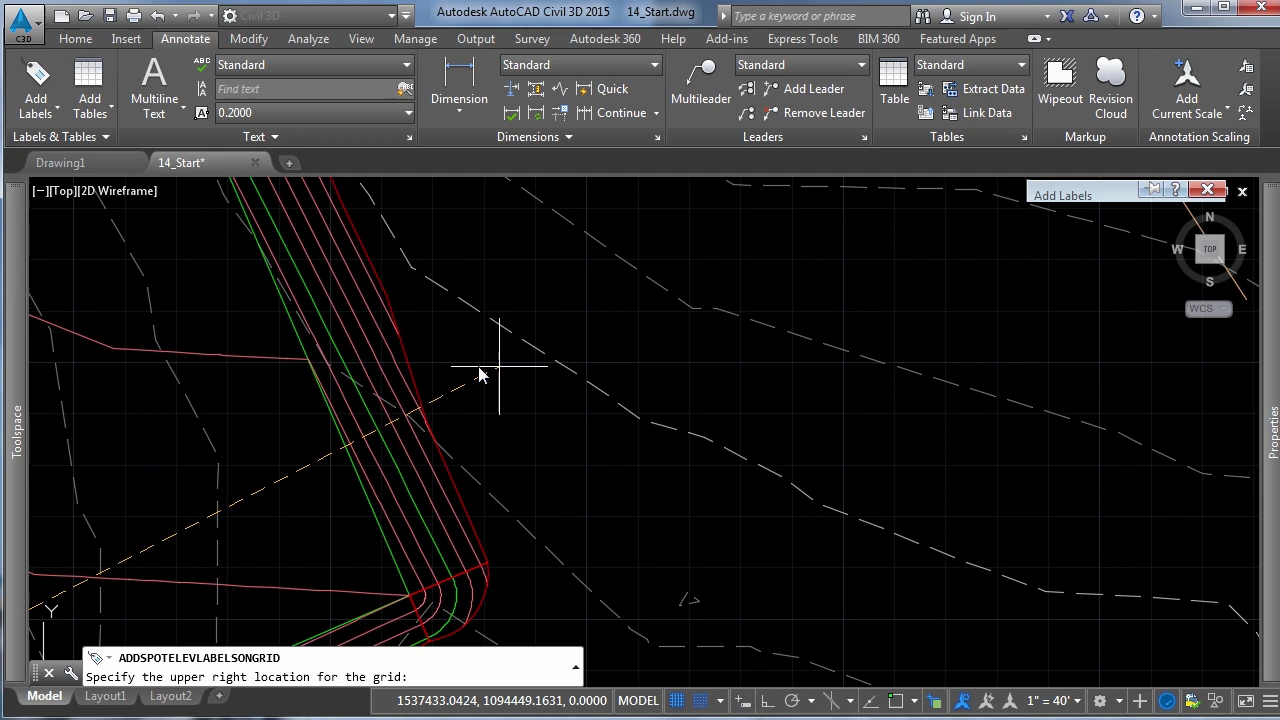 Civil 3D
Autodesk AutoCAD Civil 3D 2015 14_Start.dwg
Type a keyword or phrase
Sign In
C3D
Home Insert Annotate Modify Analyze View Manage Output Survey Autodesk 360 Help Add-ins Express Tools BIM 360 Featured Apps
Add Labels
Add Tables
Labels & Tables
Multiline Text
ABC
Standard
Find text
0.2000
Text
Dimension
Standard
Quick
Continue
Dimensions
Multileader
Standard
Add Leader
Remove Leader
Leaders
Table
Standard
Extract Data
Link Data
Tables
Wipeout
Revision Cloud
Markup
Add Current Scale
Annotation Scaling
Drawing1 14_Start*
[−][Top][2D Wireframe]
Add Labels
N
W TOP E
S
WCS
Toolspace
Properties
Y
ADDSPOTELEVLABELSONGRID
Specify the upper right location for the grid:
Model Layout1 Layout2
1537433.0424, 1094449.1631, 0.0000 MODEL
1" = 40'